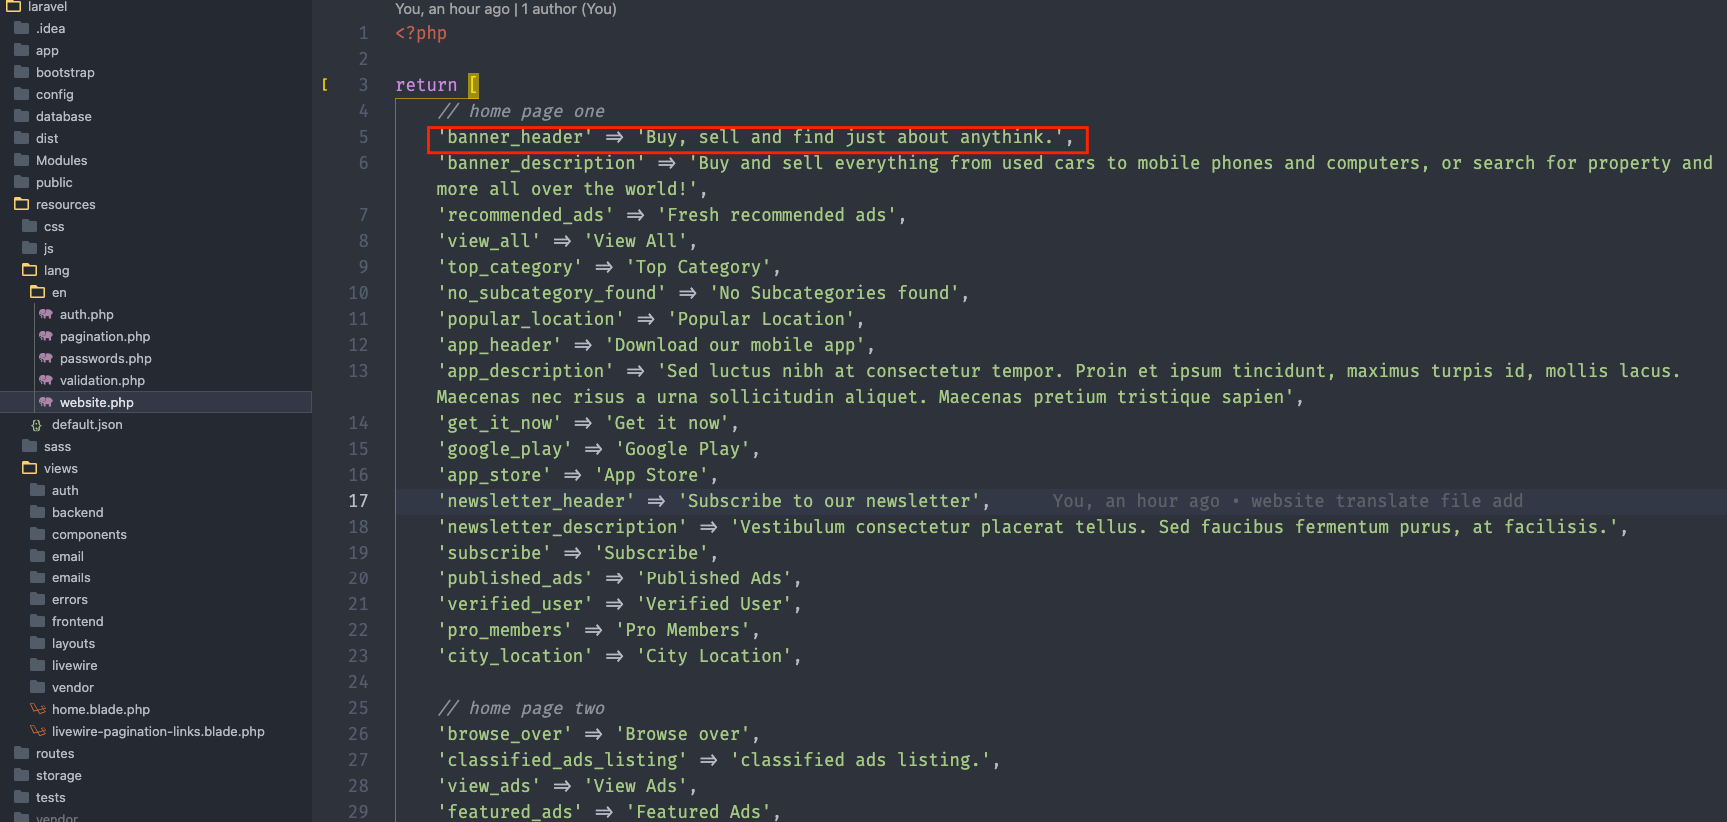 laravel
.idea
app
bootstrap
config
database
dist
Modules
public
resources
css
js
lang
en
auth.php
pagination.php
passwords.php
validation.php
website.php
default.json
sass
views
auth
backend
components
email
emails
errors
frontend
layouts
livewire
vendor
home.blade.php
livewire-pagination-links.blade.php
routes
storage
tests
vendor
You, an hour ago | 1 author (You)
1 <?php
2
[ 3 return [
4 // home page one
5 'banner_header' => 'Buy, sell and find just about anythink.',
6 'banner_description' => 'Buy and sell everything from used cars to mobile phones and computers, or search for property and
more all over the world!',
7 'recommended_ads' => 'Fresh recommended ads',
8 'view_all' => 'View All',
9 'top_category' => 'Top Category',
10 'no_subcategory_found' => 'No Subcategories found',
11 'popular_location' => 'Popular Location',
12 'app_header' => 'Download our mobile app',
13 'app_description' => 'Sed luctus nibh at consectetur tempor. Proin et ipsum tincidunt, maximus turpis id, mollis lacus.
Maecenas nec risus a urna sollicitudin aliquet. Maecenas pretium tristique sapien',
14 'get_it_now' => 'Get it now',
15 'google_play' => 'Google Play',
16 'app_store' => 'App Store',
17 'newsletter_header' => 'Subscribe to our newsletter', You, an hour ago • website translate file add
18 'newsletter_description' => 'Vestibulum consectetur placerat tellus. Sed faucibus fermentum purus, at facilisis.',
19 'subscribe' => 'Subscribe',
20 'published_ads' => 'Published Ads',
21 'verified_user' => 'Verified User',
22 'pro_members' => 'Pro Members',
23 'city_location' => 'City Location',
24
25 // home page two
26 'browse_over' => 'Browse over',
27 'classified_ads_listing' => 'classified ads listing.',
28 'view_ads' => 'View Ads',
29 'featured_ads' => 'Featured Ads',